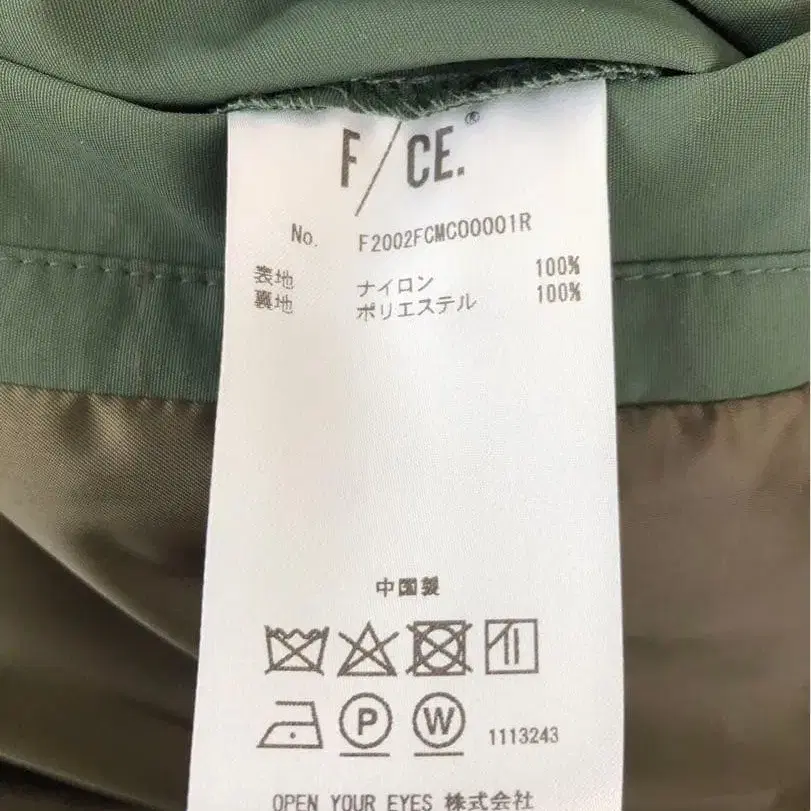 F/CE.®
No. F2002FCMCO0001R
表地 ナイロン 100%
裏地 ポリエステル 100%
中国製
P W 1113243
OPEN YOUR EYES 株式会社